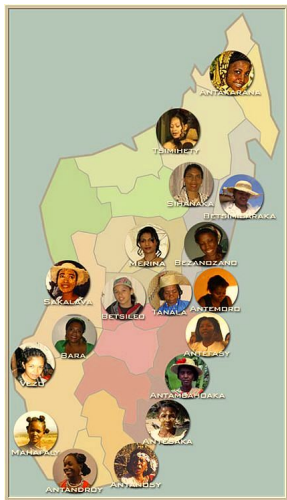 Antakarana
Tsimihety
Sihanaka
Betsimisaraka
Merina
Bezanozano
Sakalava
Betsileo
Tanala
Antemoro
Bara
Antefasy
Vezo
Antambahoaka
Mahafaly
Antesaka
Antandroy
Antanosy